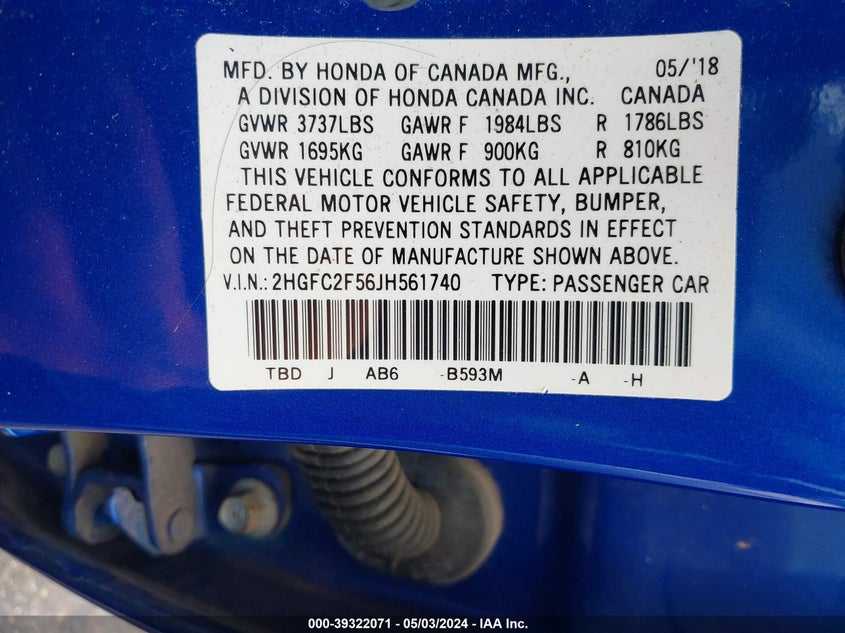 MFD. BY HONDA OF CANADA MFG., 05/'18
A DIVISION OF HONDA CANADA INC. CANADA
GVWR 3737LBS GAWR F 1984LBS R 1786LBS
GVWR 1695KG GAWR F 900KG R 810KG
THIS VEHICLE CONFORMS TO ALL APPLICABLE
FEDERAL MOTOR VEHICLE SAFETY, BUMPER,
AND THEFT PREVENTION STANDARDS IN EFFECT
ON THE DATE OF MANUFACTURE SHOWN ABOVE.
V.I.N.: 2HGFC2F56JH561740 TYPE: PASSENGER CAR
TBD J AB6 -B593M -A -H
000-39322071 - 05/03/2024 - IAA Inc.